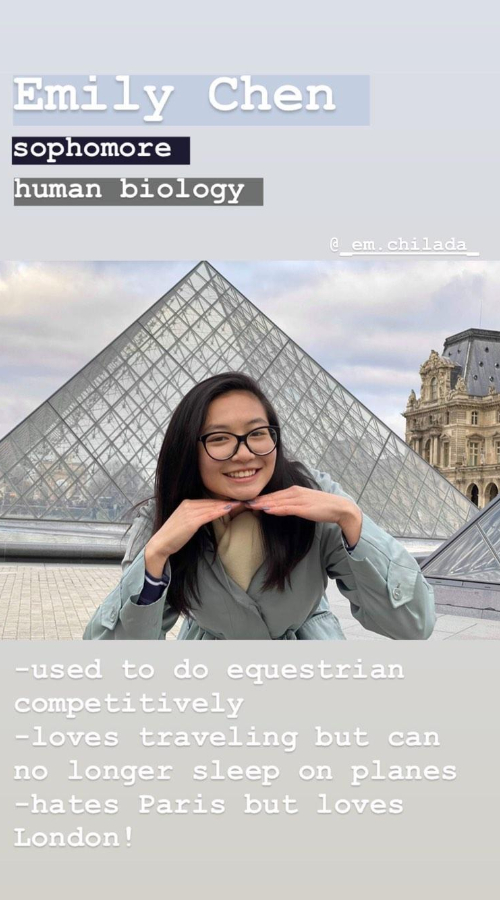 Emily Chen
sophomore
human biology
@_em.chilada_
-used to do equestrian
competitively
-loves traveling but can
no longer sleep on planes
-hates Paris but loves
London!